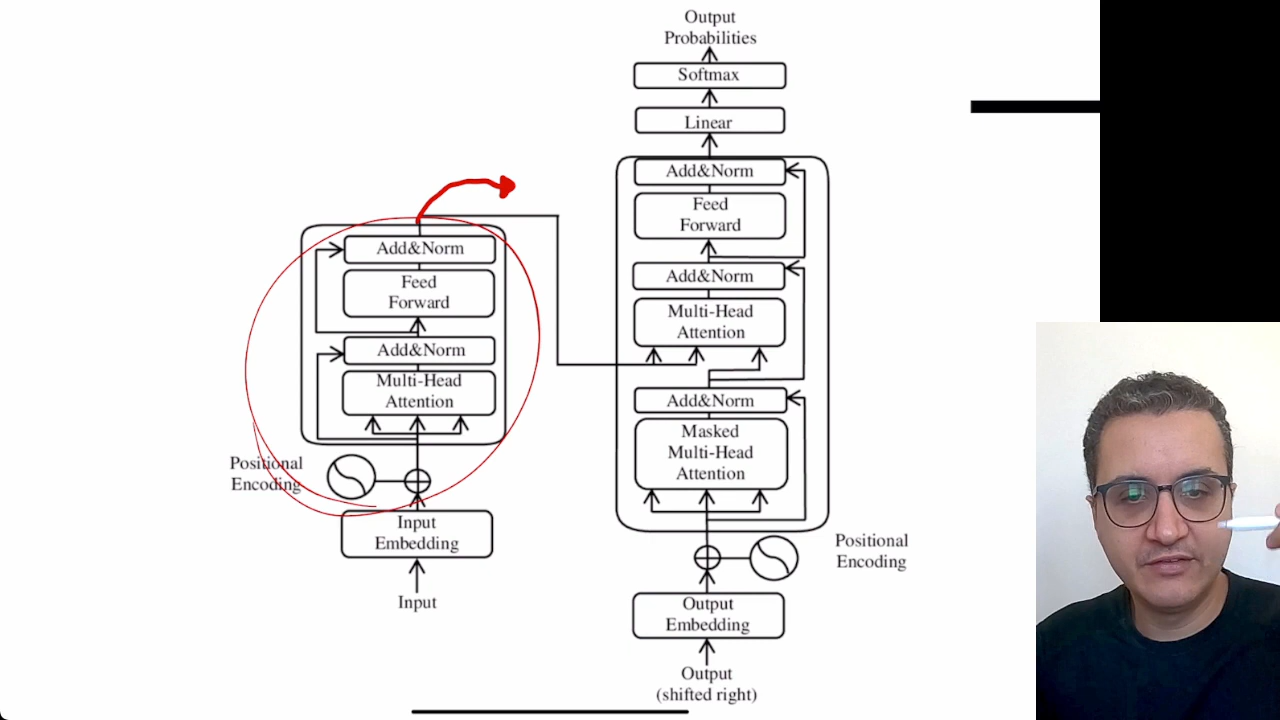 Output
Probabilities
Softmax
Linear
Add&Norm
Feed
Forward
Add&Norm
Multi-Head
Attention
Add&Norm
Masked
Multi-Head
Attention
Positional
Encoding
Output
Embedding
Output
(shifted right)
Add&Norm
Feed
Forward
Add&Norm
Multi-Head
Attention
Positional
Encoding
Input
Embedding
Input